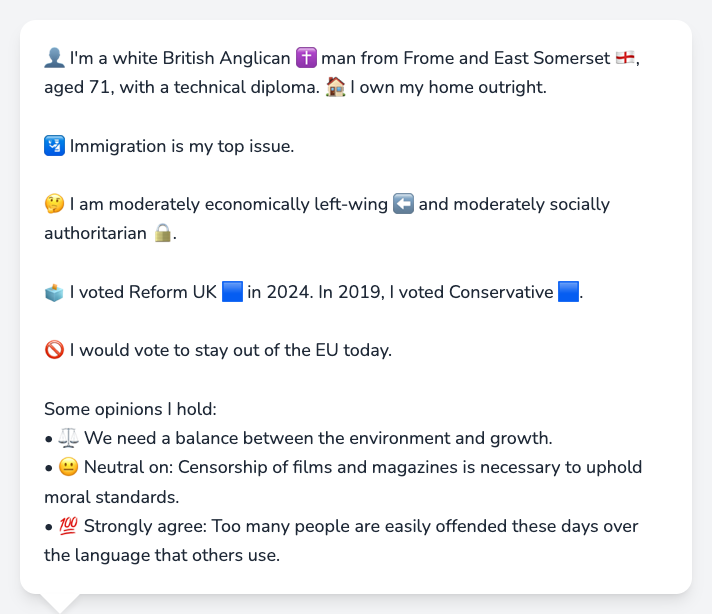 👤 I'm a white British Anglican ✝️ man from Frome and East Somerset 🏴󠁧󠁢󠁥󠁮󠁧󠁿,
aged 71, with a technical diploma. 🏠 I own my home outright.
🛂 Immigration is my top issue.
🤔 I am moderately economically left-wing ⬅️ and moderately socially
authoritarian 🔒.
🗳️ I voted Reform UK 🟦 in 2024. In 2019, I voted Conservative 🟦.
🚫 I would vote to stay out of the EU today.
Some opinions I hold:
• ⚖️ We need a balance between the environment and growth.
• 😐 Neutral on: Censorship of films and magazines is necessary to uphold
moral standards.
• 💯 Strongly agree: Too many people are easily offended these days over
the language that others use.